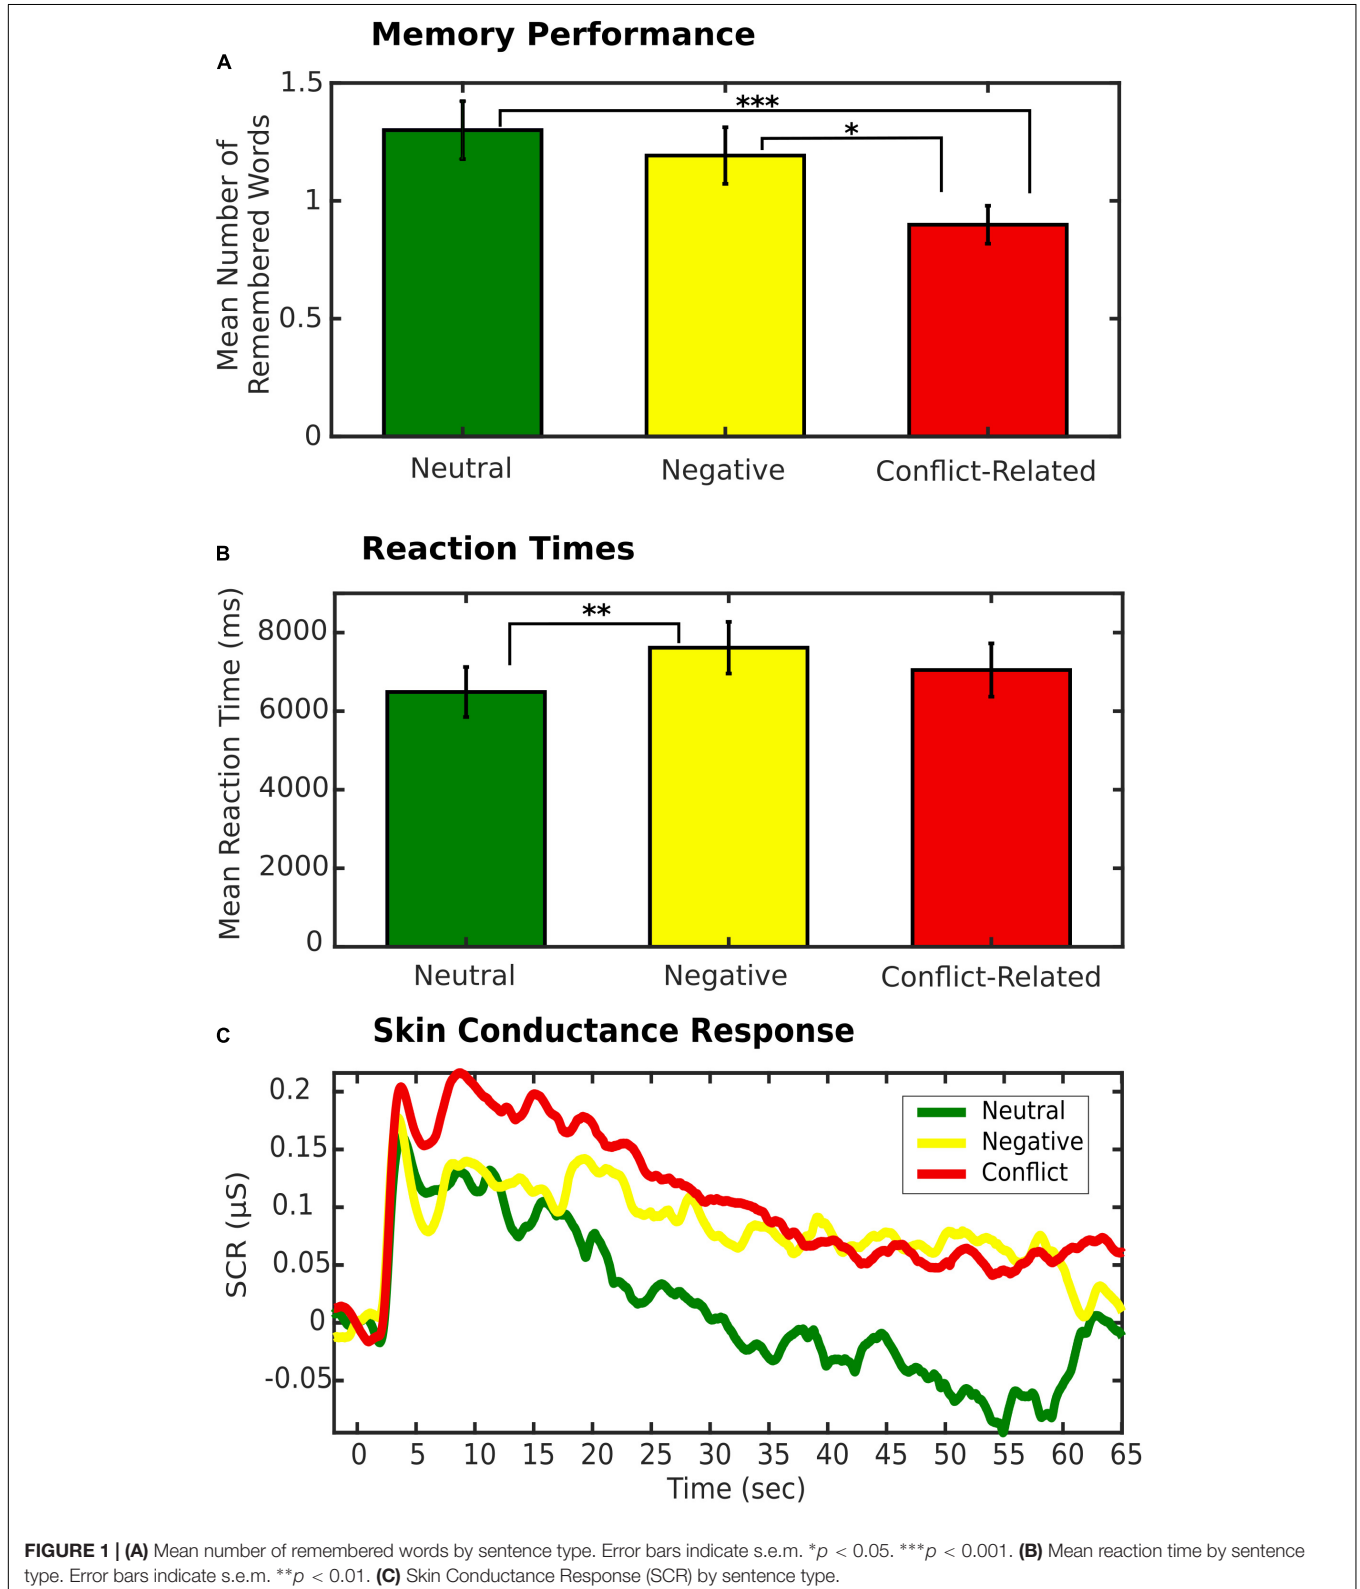 Memory Performance
A
1.5
***
*
1
0.5
0
Mean Number of
Remembered Words
Neutral
Negative
Conflict-Related
B
Reaction Times
**
8000
6000
4000
2000
0
Mean Reaction Time (ms)
Neutral
Negative
Conflict-Related
C
Skin Conductance Response
0.2
0.15
0.1
0.05
0
-0.05
SCR (µS)
Neutral
Negative
Conflict
0 5 10 15 20 25 30 35 40 45 50 55 60 65
Time (sec)
FIGURE 1 | (A) Mean number of remembered words by sentence type. Error bars indicate s.e.m. *p < 0.05. ***p < 0.001. (B) Mean reaction time by sentence
type. Error bars indicate s.e.m. **p < 0.01. (C) Skin Conductance Response (SCR) by sentence type.